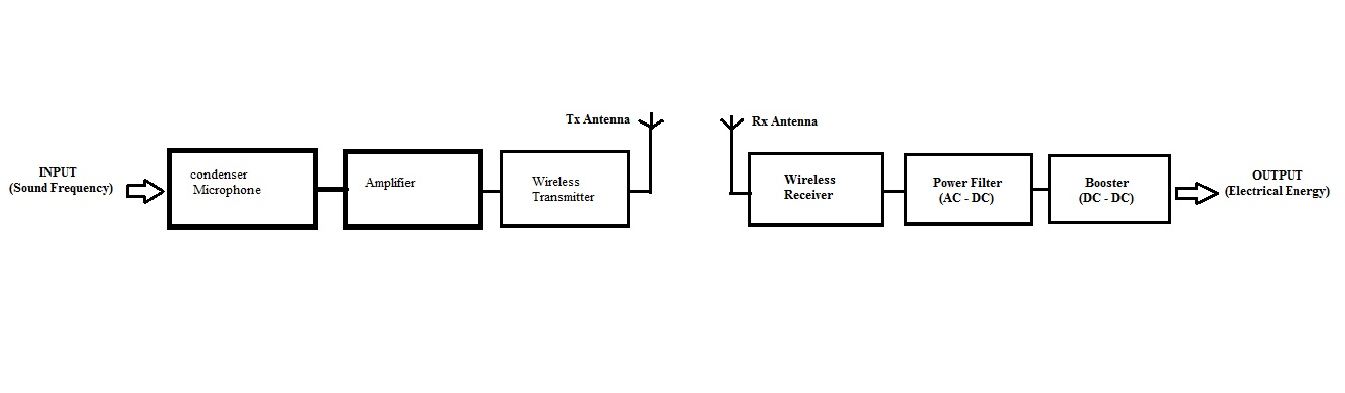 Tx Antenna
Rx Antenna
INPUT
(Sound Frequency)
condenser
Microphone
Amplifier
Wireless
Transmitter
Wireless
Receiver
Power Filter
(AC - DC)
Booster
(DC - DC)
OUTPUT
(Electrical Energy)